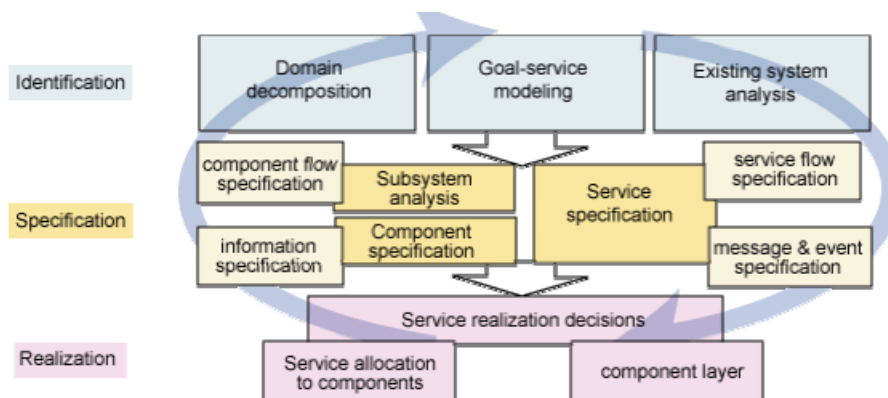 Identification
Domain
decomposition
Goal-service
modeling
Existing system
analysis
Specification
component flow
specification
Subsystem
analysis
Service
specification
service flow
specification
information
specification
Component
specification
message & event
specification
Realization
Service realization decisions
Service allocation
to components
component layer